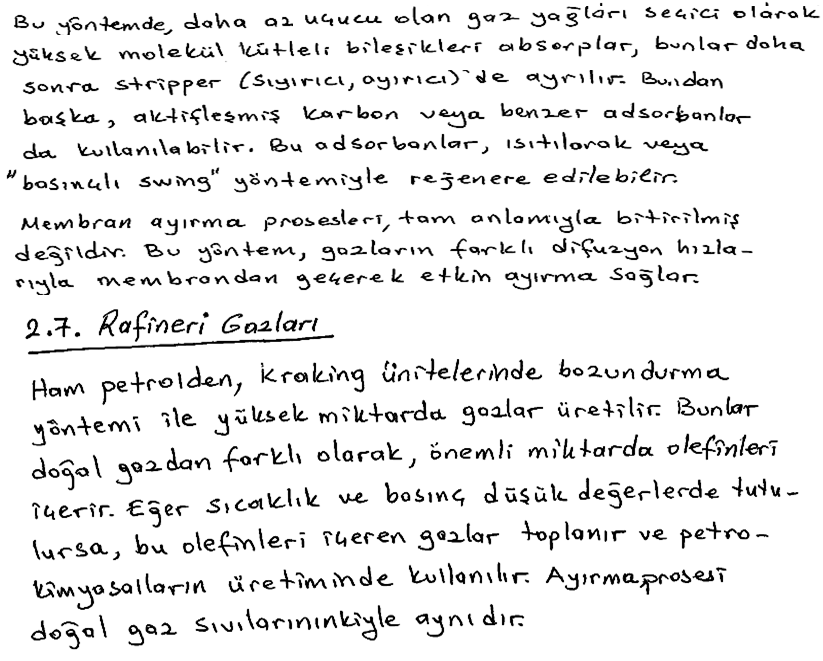 Bu yöntemde, daha az uçucu olan gaz yağları seçici olarak
yüksek molekül kütleli bileşikleri absorplar, bunlar daha
sonra stripper (sıyırıcı, ayırıcı)'de ayrılır. Bundan
başka, aktifleşmiş karbon veya benzer adsorbanlar
da kullanılabilir. Bu adsorbanlar, ısıtılarak veya
"basınçlı swing" yöntemiyle rejenere edilebilir.
Membran ayırma prosesleri, tam anlamıyla bitirilmiş
değildir. Bu yöntem, gazların farklı difuzyon hızla-
rıyla membrandan geçerek etkin ayırma sağlar.
2.7. Rafineri Gazları
Ham petrolden, kraking ünitelerinde bozundurma
yöntemi ile yüksek miktarda gazlar üretilir. Bunlar
doğal gazdan farklı olarak, önemli miktarda olefinleri
içerir. Eğer sıcaklık ve basınç düşük değerlerde tutu-
lursa, bu olefinleri içeren gazlar toplanır ve petro-
kimyasalların üretiminde kullanılır. Ayırma prosesi
doğal gaz sıvılarınınkiyle aynıdır.